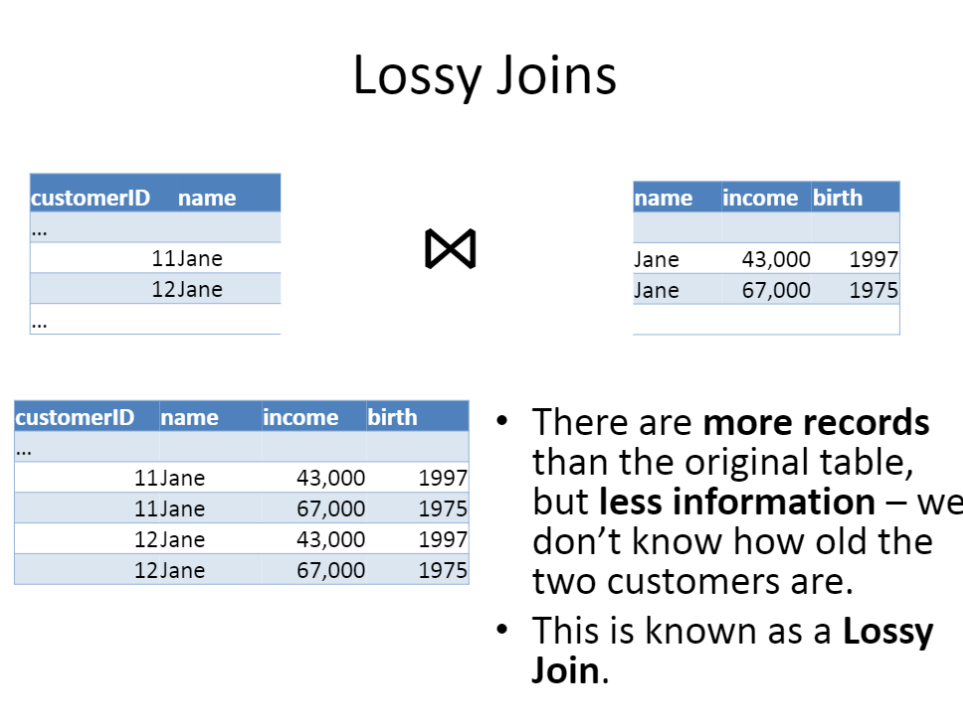 Lossy Joins
customerID name
...
11 Jane
12 Jane
...
⋈
name income birth
Jane 43,000 1997
Jane 67,000 1975
customerID name income birth
...
11 Jane 43,000 1997
11 Jane 67,000 1975
12 Jane 43,000 1997
12 Jane 67,000 1975
• There are more records
than the original table,
but less information – we
don’t know how old the
two customers are.
• This is known as a Lossy
Join.